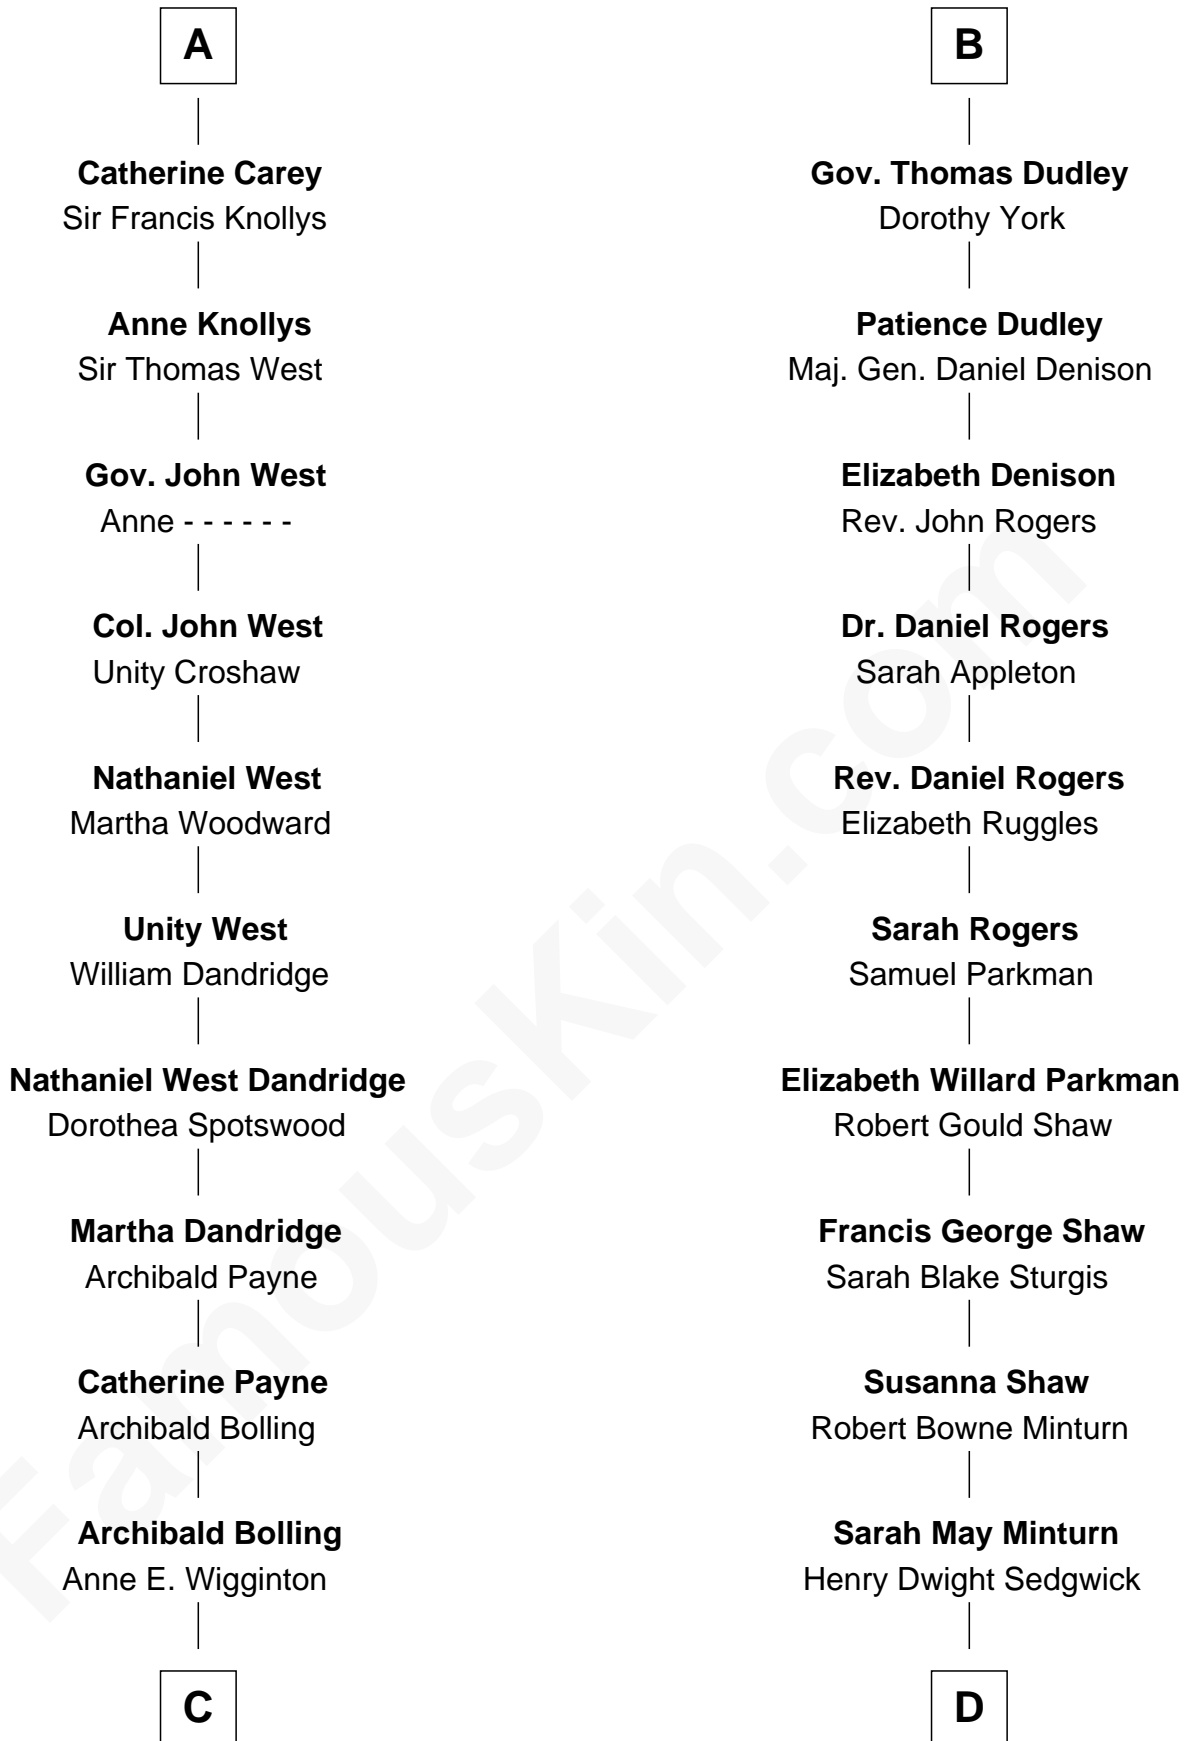 A
Catherine Carey
Sir Francis Knollys
Anne Knollys
Sir Thomas West
Gov. John West
Anne - - - - - -
Col. John West
Unity Croshaw
Nathaniel West
Martha Woodward
Unity West
William Dandridge
Nathaniel West Dandridge
Dorothea Spotswood
Martha Dandridge
Archibald Payne
Catherine Payne
Archibald Bolling
Archibald Bolling
Anne E. Wigginton
C
B
Gov. Thomas Dudley
Dorothy York
Patience Dudley
Maj. Gen. Daniel Denison
Elizabeth Denison
Rev. John Rogers
Dr. Daniel Rogers
Sarah Appleton
Rev. Daniel Rogers
Elizabeth Ruggles
Sarah Rogers
Samuel Parkman
Elizabeth Willard Parkman
Robert Gould Shaw
Francis George Shaw
Sarah Blake Sturgis
Susanna Shaw
Robert Bowne Minturn
Sarah May Minturn
Henry Dwight Sedgwick
D
FamousKin.com